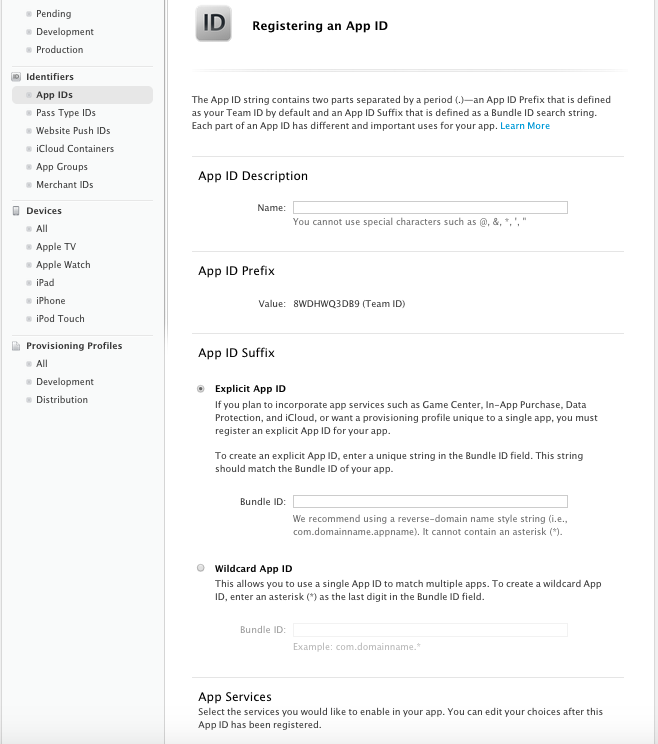 Pending
Development
Production
Identifiers
App IDs
Pass Type IDs
Website Push IDs
iCloud Containers
App Groups
Merchant IDs
Devices
All
Apple TV
Apple Watch
iPad
iPhone
iPod Touch
Provisioning Profiles
All
Development
Distribution
ID
Registering an App ID
The App ID string contains two parts separated by a period (.)—an App ID Prefix that is defined
as your Team ID by default and an App ID Suffix that is defined as a Bundle ID search string.
Each part of an App ID has different and important uses for your app. Learn More
App ID Description
Name:
You cannot use special characters such as @, &, *, ', "
App ID Prefix
Value: 8WDHWQ3DB9 (Team ID)
App ID Suffix
Explicit App ID
If you plan to incorporate app services such as Game Center, In-App Purchase, Data
Protection, and iCloud, or want a provisioning profile unique to a single app, you must
register an explicit App ID for your app.
To create an explicit App ID, enter a unique string in the Bundle ID field. This string
should match the Bundle ID of your app.
Bundle ID:
We recommend using a reverse-domain name style string (i.e.,
com.domainname.appname). It cannot contain an asterisk (*).
Wildcard App ID
This allows you to use a single App ID to match multiple apps. To create a wildcard App
ID, enter an asterisk (*) as the last digit in the Bundle ID field.
Bundle ID:
Example: com.domainname.*
App Services
Select the services you would like to enable in your app. You can edit your choices after this
App ID has been registered.